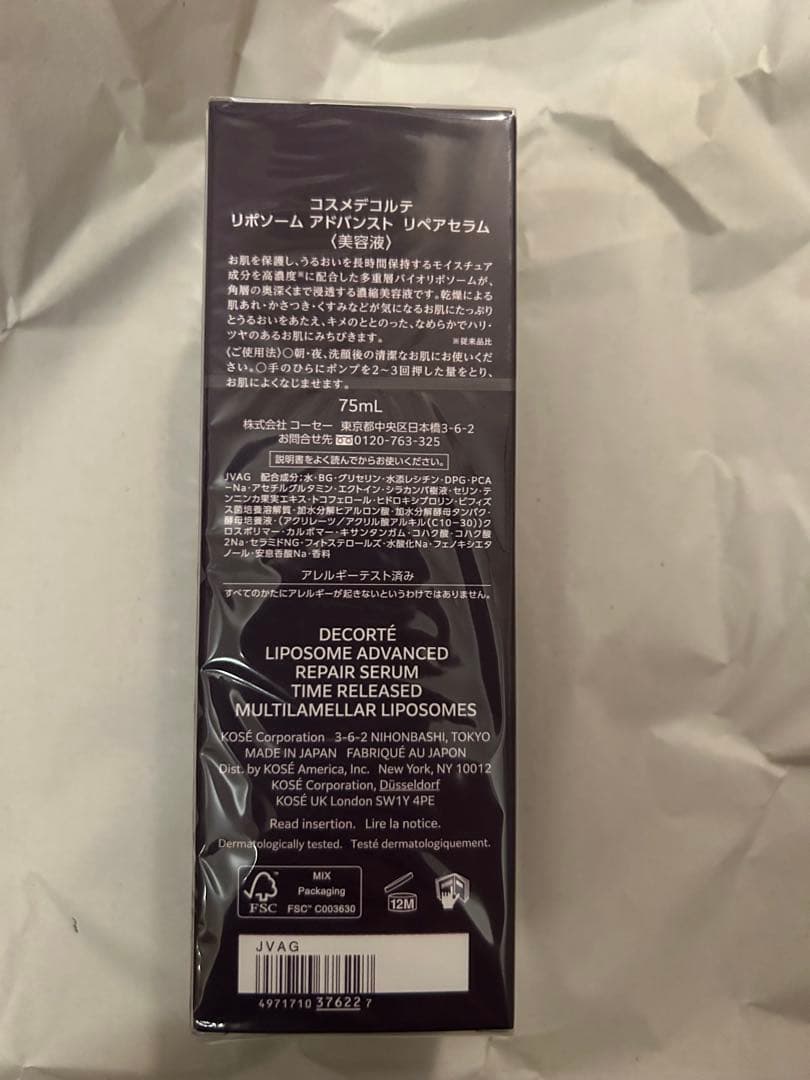 コスメデコルテ
リポソーム アドバンスト リペアセラム
〈美容液〉
お肌を保護し、うるおいを長時間保持するモイスチュア
成分を高濃度※に配合した多重層バイオリポソームが、
角層の奥深くまで浸透する濃縮美容液です。乾燥による
肌あれ・かさつき・くすみなどが気になるお肌にたっぷり
とうるおいをあたえ、キメのととのった、なめらかでハリ・
ツヤのあるお肌にみちびきます。 ※従来品比
〈ご使用法〉○朝・夜、洗顔後の清潔なお肌にお使いくだ
さい。○手のひらにポンプを2〜3回押した量をとり、
お肌によくなじませます。
75mL
株式会社 コーセー 東京都中央区日本橋3-6-2
お問合せ先 0120-763-325
説明書をよく読んでからお使いください。
JVAG 配合成分:水・BG・グリセリン・水添レシチン・DPG・PCA
-Na・アセチルグルタミン・エクトイン・シラカンバ樹液・セリン・テ
ンニンカ果実エキス・トコフェロール・ヒドロキシプロリン・ビフィズ
ス菌培養溶解質・加水分解ヒアルロン酸・加水分解酵母タンパク・
酵母培養液・(アクリレーツ/アクリル酸アルキル(C10-30))ク
ロスポリマー・カルボマー・キサンタンガム・コハク酸・コハク酸
2Na・セラミドNG・フィトステロールズ・水酸化Na・フェノキシエタ
ノール・安息香酸Na・香料
アレルギーテスト済み
すべてのかたにアレルギーが起きないというわけではありません。
DECORTÉ
LIPOSOME ADVANCED
REPAIR SERUM
TIME RELEASED
MULTILAMELLAR LIPOSOMES
KOSÉ Corporation 3-6-2 NIHONBASHI, TOKYO
MADE IN JAPAN FABRIQUÉ AU JAPON
Dist. by KOSÉ America, Inc. New York, NY 10012
KOSÉ Corporation, Düsseldorf
KOSÉ UK London SW1Y 4PE
Read insertion. Lire la notice.
Dermatologically tested. Testé dermatologiquement.
MIX
Packaging
FSC FSC™ C003630
12M
JVAG
4971710 37622 7